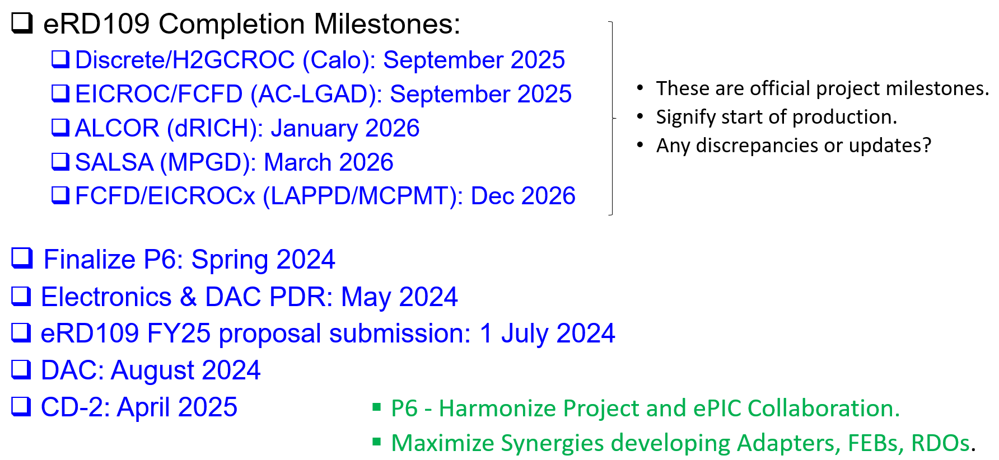 eRD109 Completion Milestones:
Discrete/H2GCROC (Calo): September 2025
EICROC/FCFD (AC-LGAD): September 2025
ALCOR (dRICH): January 2026
SALSA (MPGD): March 2026
FCFD/EICROCx (LAPPD/MCPMT): Dec 2026
• These are official project milestones.
• Signify start of production.
• Any discrepancies or updates?
Finalize P6: Spring 2024
Electronics & DAC PDR: May 2024
eRD109 FY25 proposal submission: 1 July 2024
DAC: August 2024
CD-2: April 2025
▪ P6 - Harmonize Project and ePIC Collaboration.
▪ Maximize Synergies developing Adapters, FEBs, RDOs.